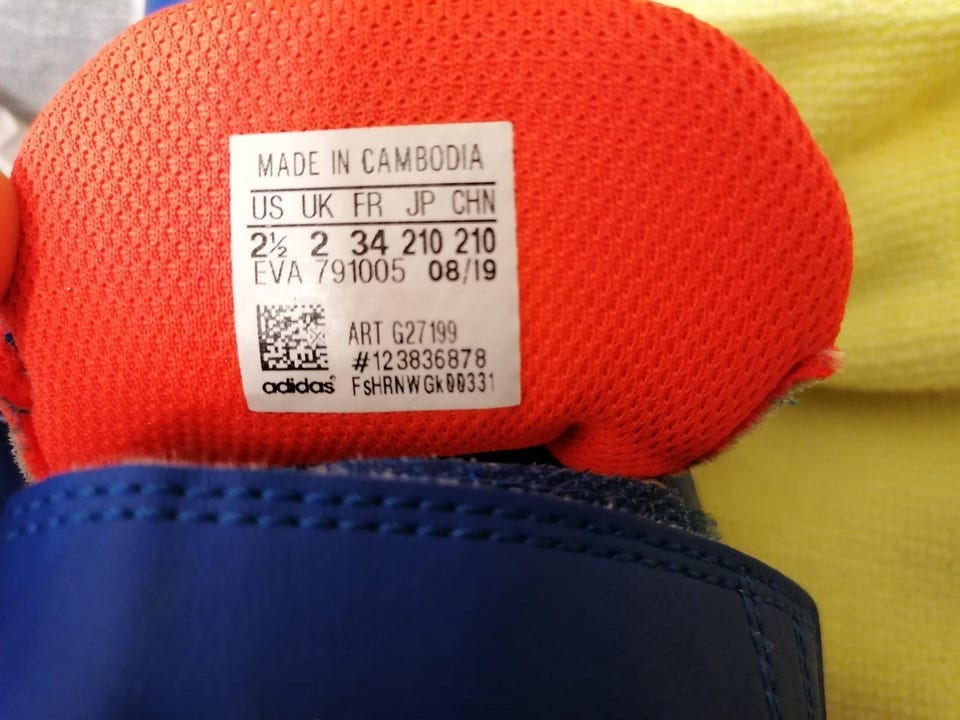 MADE IN CAMBODIA
US UK FR JP CHN
2½ 2 34 210 210
EVA 791005 08/19
ART G27199
#123836878
adidas FsHRNWGk00331